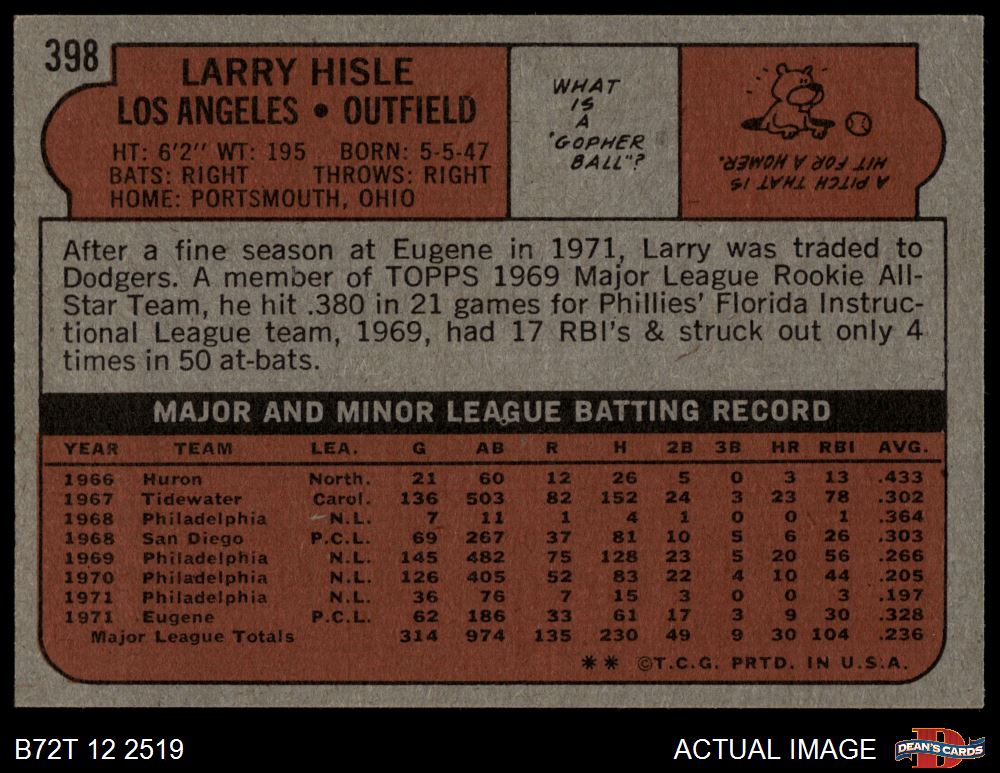 398
LARRY HISLE
LOS ANGELES • OUTFIELD
HT: 6'2" WT: 195 BORN: 5-5-47
BATS: RIGHT THROWS: RIGHT
HOME: PORTSMOUTH, OHIO
WHAT
IS
A
"GOPHER
BALL"?
A PITCH THAT IS
HIT FOR A HOMER.
After a fine season at Eugene in 1971, Larry was traded to
Dodgers. A member of TOPPS 1969 Major League Rookie All-
Star Team, he hit .380 in 21 games for Phillies' Florida Instruc-
tional League team, 1969, had 17 RBI's & struck out only 4
times in 50 at-bats.
MAJOR AND MINOR LEAGUE BATTING RECORD
YEAR TEAM LEA. G AB R H 2B 3B HR RBI AVG.
1966 Huron North. 21 60 12 26 5 0 3 13 .433
1967 Tidewater Carol. 136 503 82 152 24 3 23 78 .302
1968 Philadelphia N.L. 7 11 1 4 1 0 0 1 .364
1968 San Diego P.C.L. 69 267 37 81 10 5 6 26 .303
1969 Philadelphia N.L. 145 482 75 128 23 5 20 56 .266
1970 Philadelphia N.L. 126 405 52 83 22 4 10 44 .205
1971 Philadelphia N.L. 36 76 7 15 3 0 0 3 .197
1971 Eugene P.C.L. 62 186 33 61 17 3 9 30 .328
Major League Totals 314 974 135 230 49 9 30 104 .236
** ©T.C.G. PRTD. IN U.S.A.
B72T 12 2519
ACTUAL IMAGE
DEAN'S CARDS